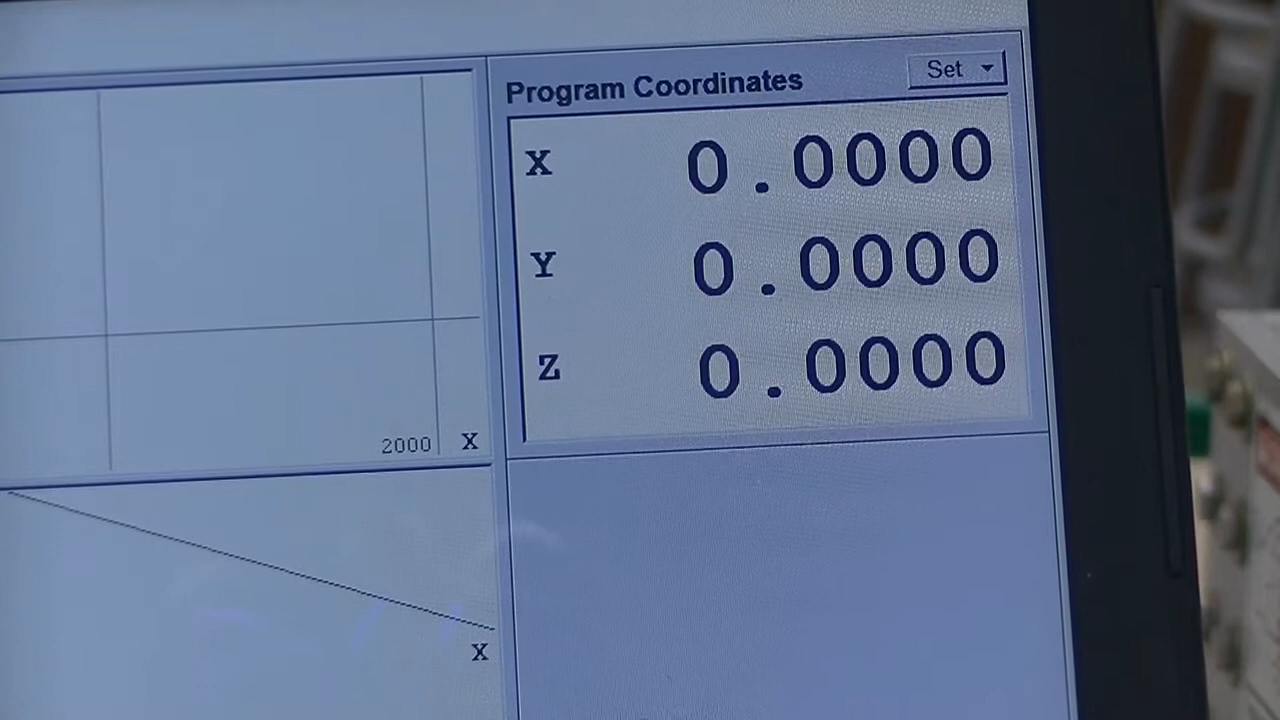 Program Coordinates
Set
X 0.0000
Y 0.0000
Z 0.0000
2000 X
X